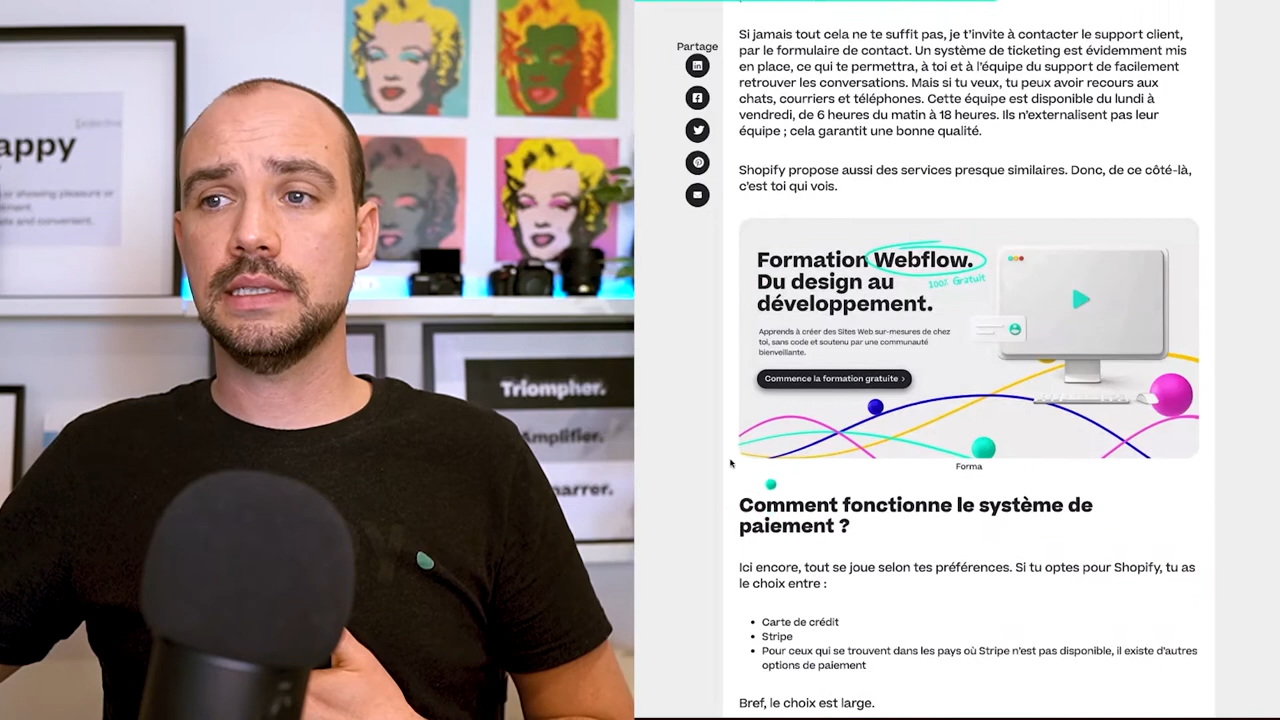 appy
or showing pleasure or
Triompher.
Amplifier.
arrer.
Partage
Si jamais tout cela ne te suffit pas, je t'invite à contacter le support client,
par le formulaire de contact. Un système de ticketing est évidemment mis
en place, ce qui te permettra, à toi et à l'équipe du support de facilement
retrouver les conversations. Mais si tu veux, tu peux avoir recours aux
chats, courriers et téléphones. Cette équipe est disponible du lundi à
vendredi, de 6 heures du matin à 18 heures. Ils n'externalisent pas leur
équipe ; cela garantit une bonne qualité.
Shopify propose aussi des services presque similaires. Donc, de ce côté-là,
c'est toi qui vois.
Formation Webflow.
100% Gratuit
Du design au
développement.
Apprends à créer des Sites Web sur-mesures de chez
toi, sans code et soutenu par une communauté
bienveillante.
Commence la formation gratuite ›
Forma
Comment fonctionne le système de
paiement ?
Ici encore, tout se joue selon tes préférences. Si tu optes pour Shopify, tu as
le choix entre :
• Carte de crédit
• Stripe
• Pour ceux qui se trouvent dans les pays où Stripe n'est pas disponible, il existe d'autres
options de paiement
Bref, le choix est large.